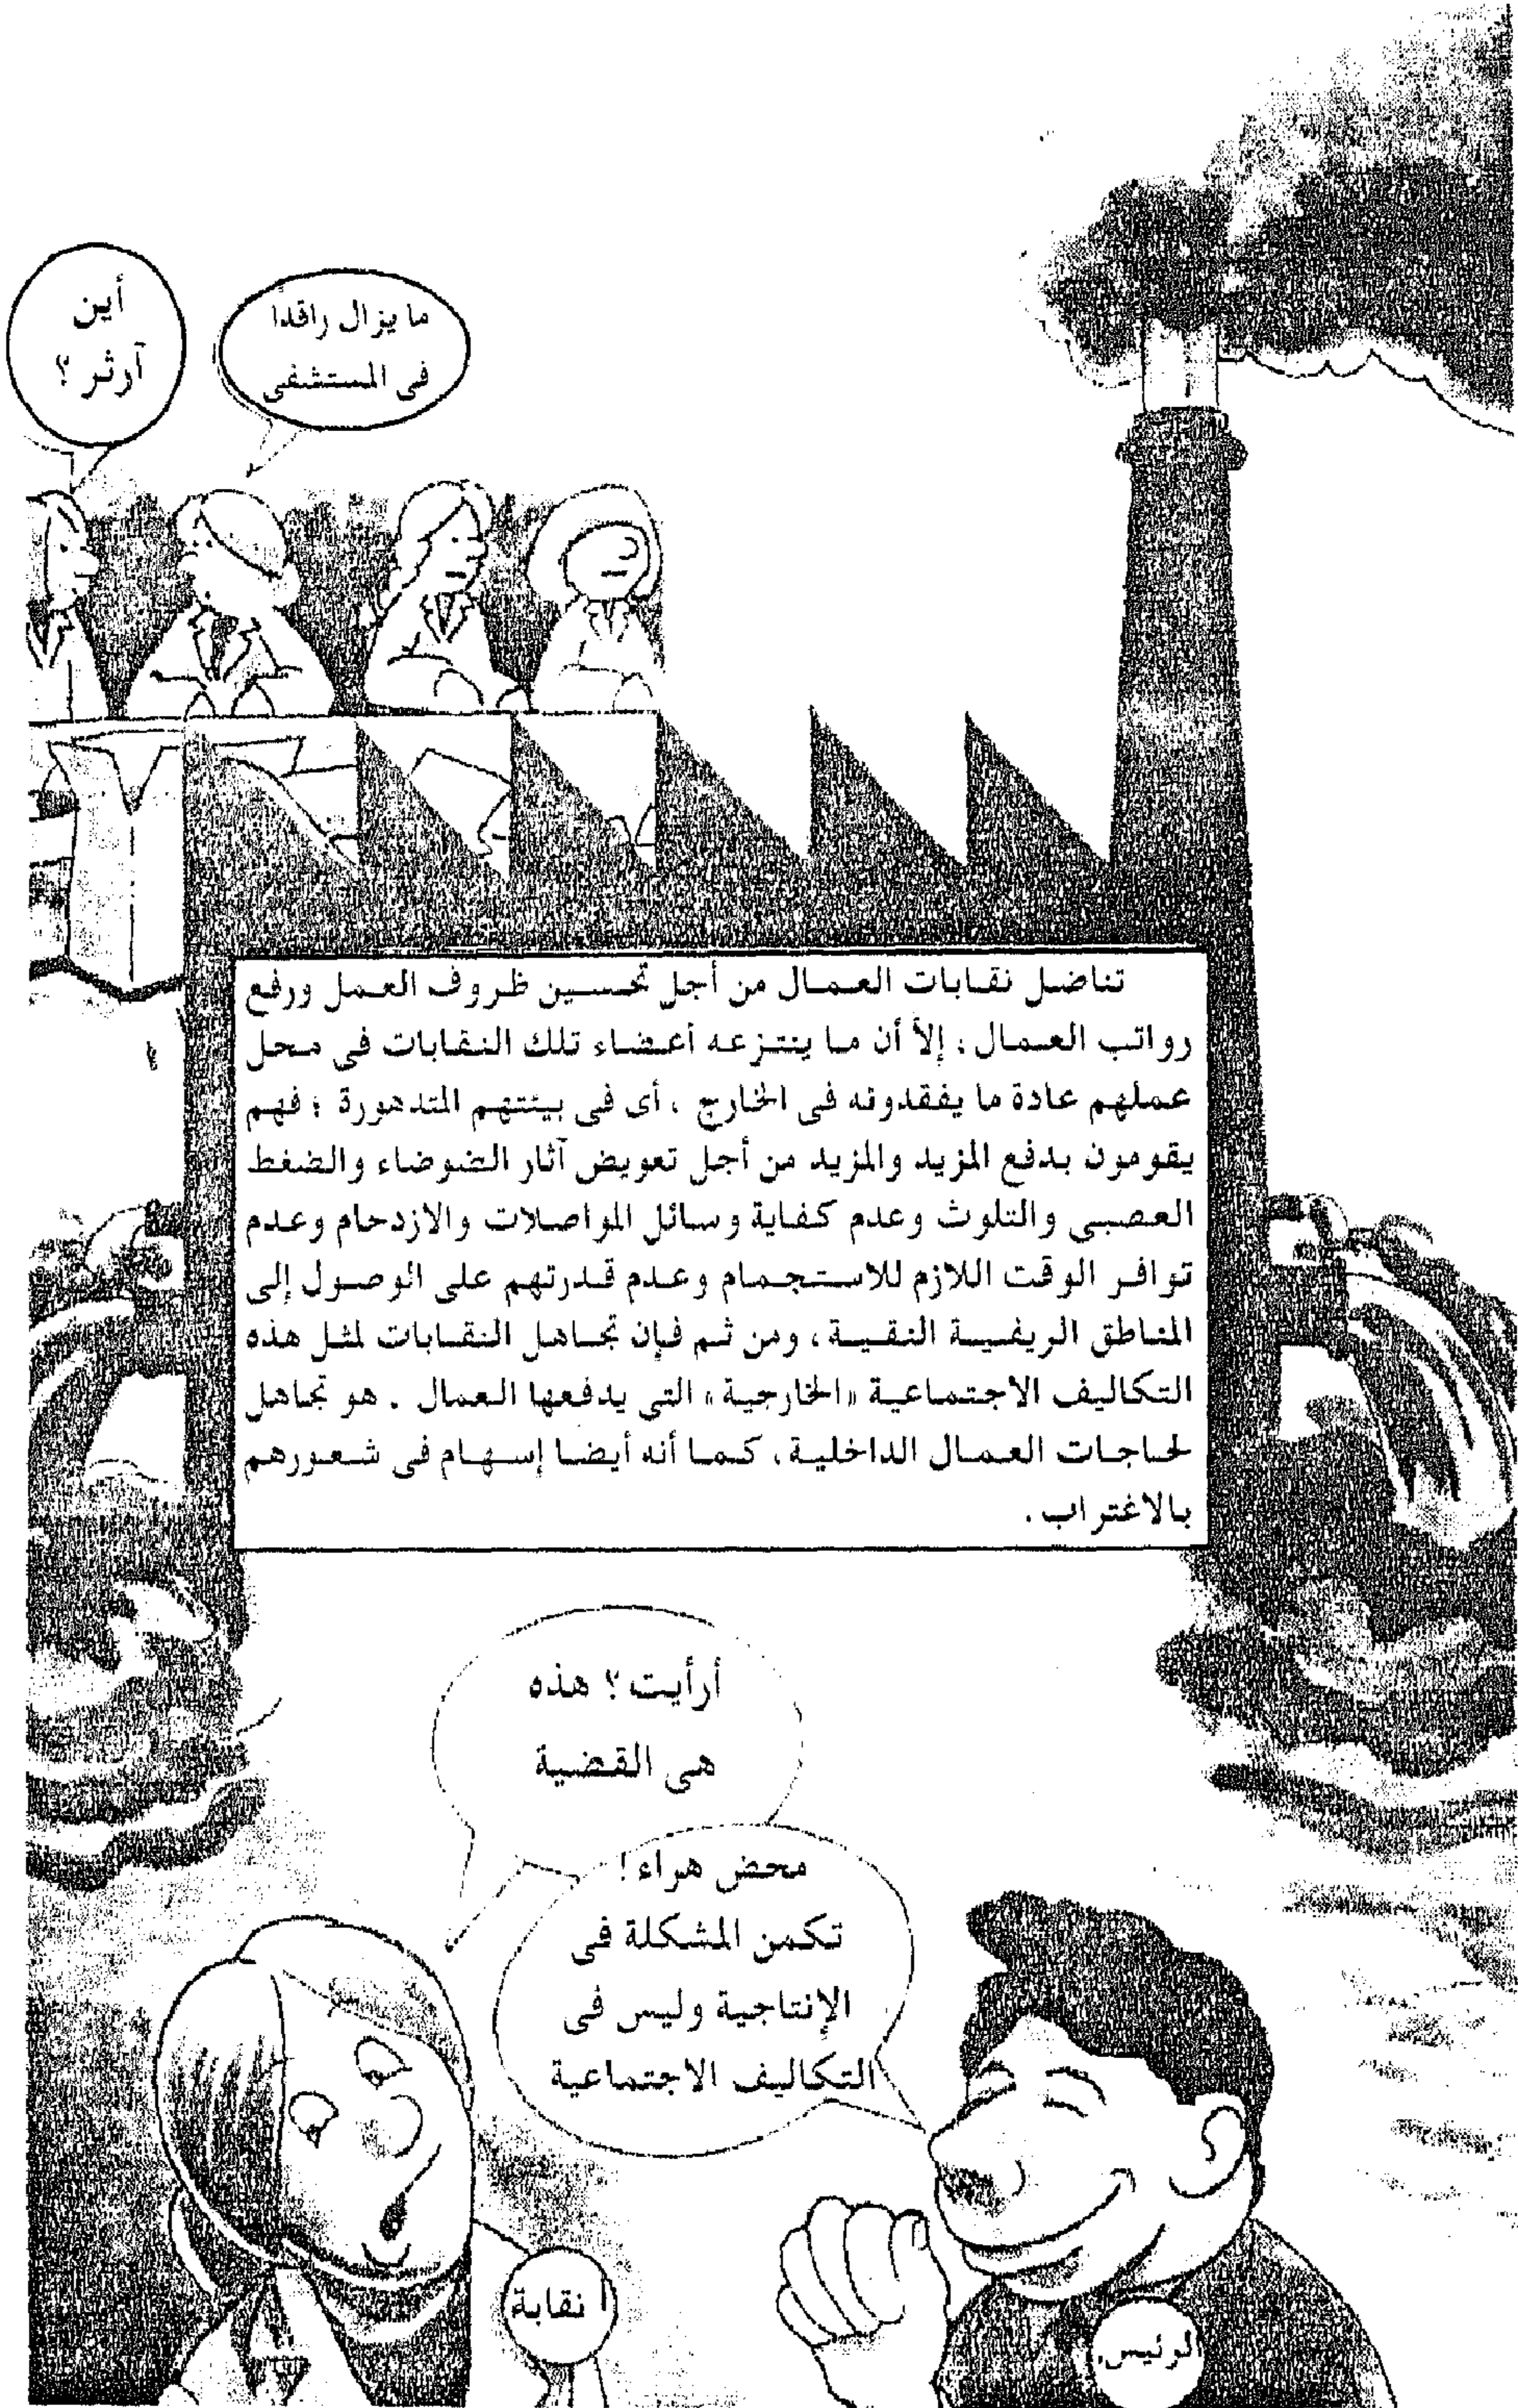 أين
آرثر ؟
ما يزال راقدا
فى المستشفى
تناضل نقابات العمال من أجل تحسين ظروف العمل ورفع
رواتب العمال ؛ إلا أن ما ينتزعه أعضاء تلك النقابات فى محل
عملهم عادة ما يفقدونه فى الخارج ، أى فى بيئتهم المتدهورة ؛ فهم
يقومون بدفع المزيد والمزيد من أجل تعويض آثار الضوضاء والضغط
العصبى والتلوث وعدم كفاية وسائل المواصلات والازدحام وعدم
توافر الوقت اللازم للاستجمام وعدم قدرتهم على الوصول إلى
المناطق الريفية النقية ، ومن ثم فإن تجاهل النقابات لمثل هذه
التكاليف الاجتماعية «الخارجية» التى يدفعها العمال . هو تجاهل
لحاجات العمال الداخلية ، كما أنه أيضا إسهام فى شعورهم
بالاغتراب .
أرأيت ؟ هذه
هى القضية
محض هراء !
تكمن المشكلة فى
الإنتاجية وليس فى
التكاليف الاجتماعية
نقابة
لرئيس